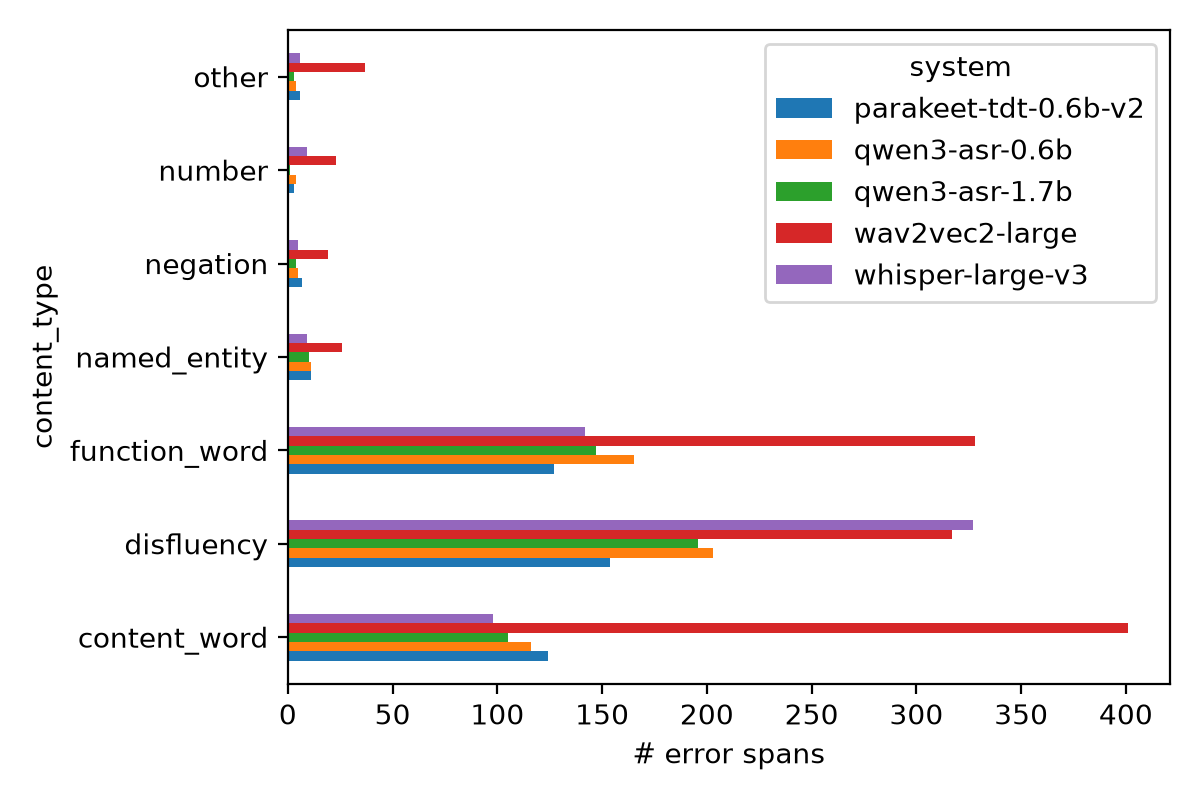 system
parakeet-tdt-0.6b-v2
qwen3-asr-0.6b
qwen3-asr-1.7b
wav2vec2-large
whisper-large-v3
content_type
other
number
negation
named_entity
function_word
disfluency
content_word
0 50 100 150 200 250 300 350 400
# error spans